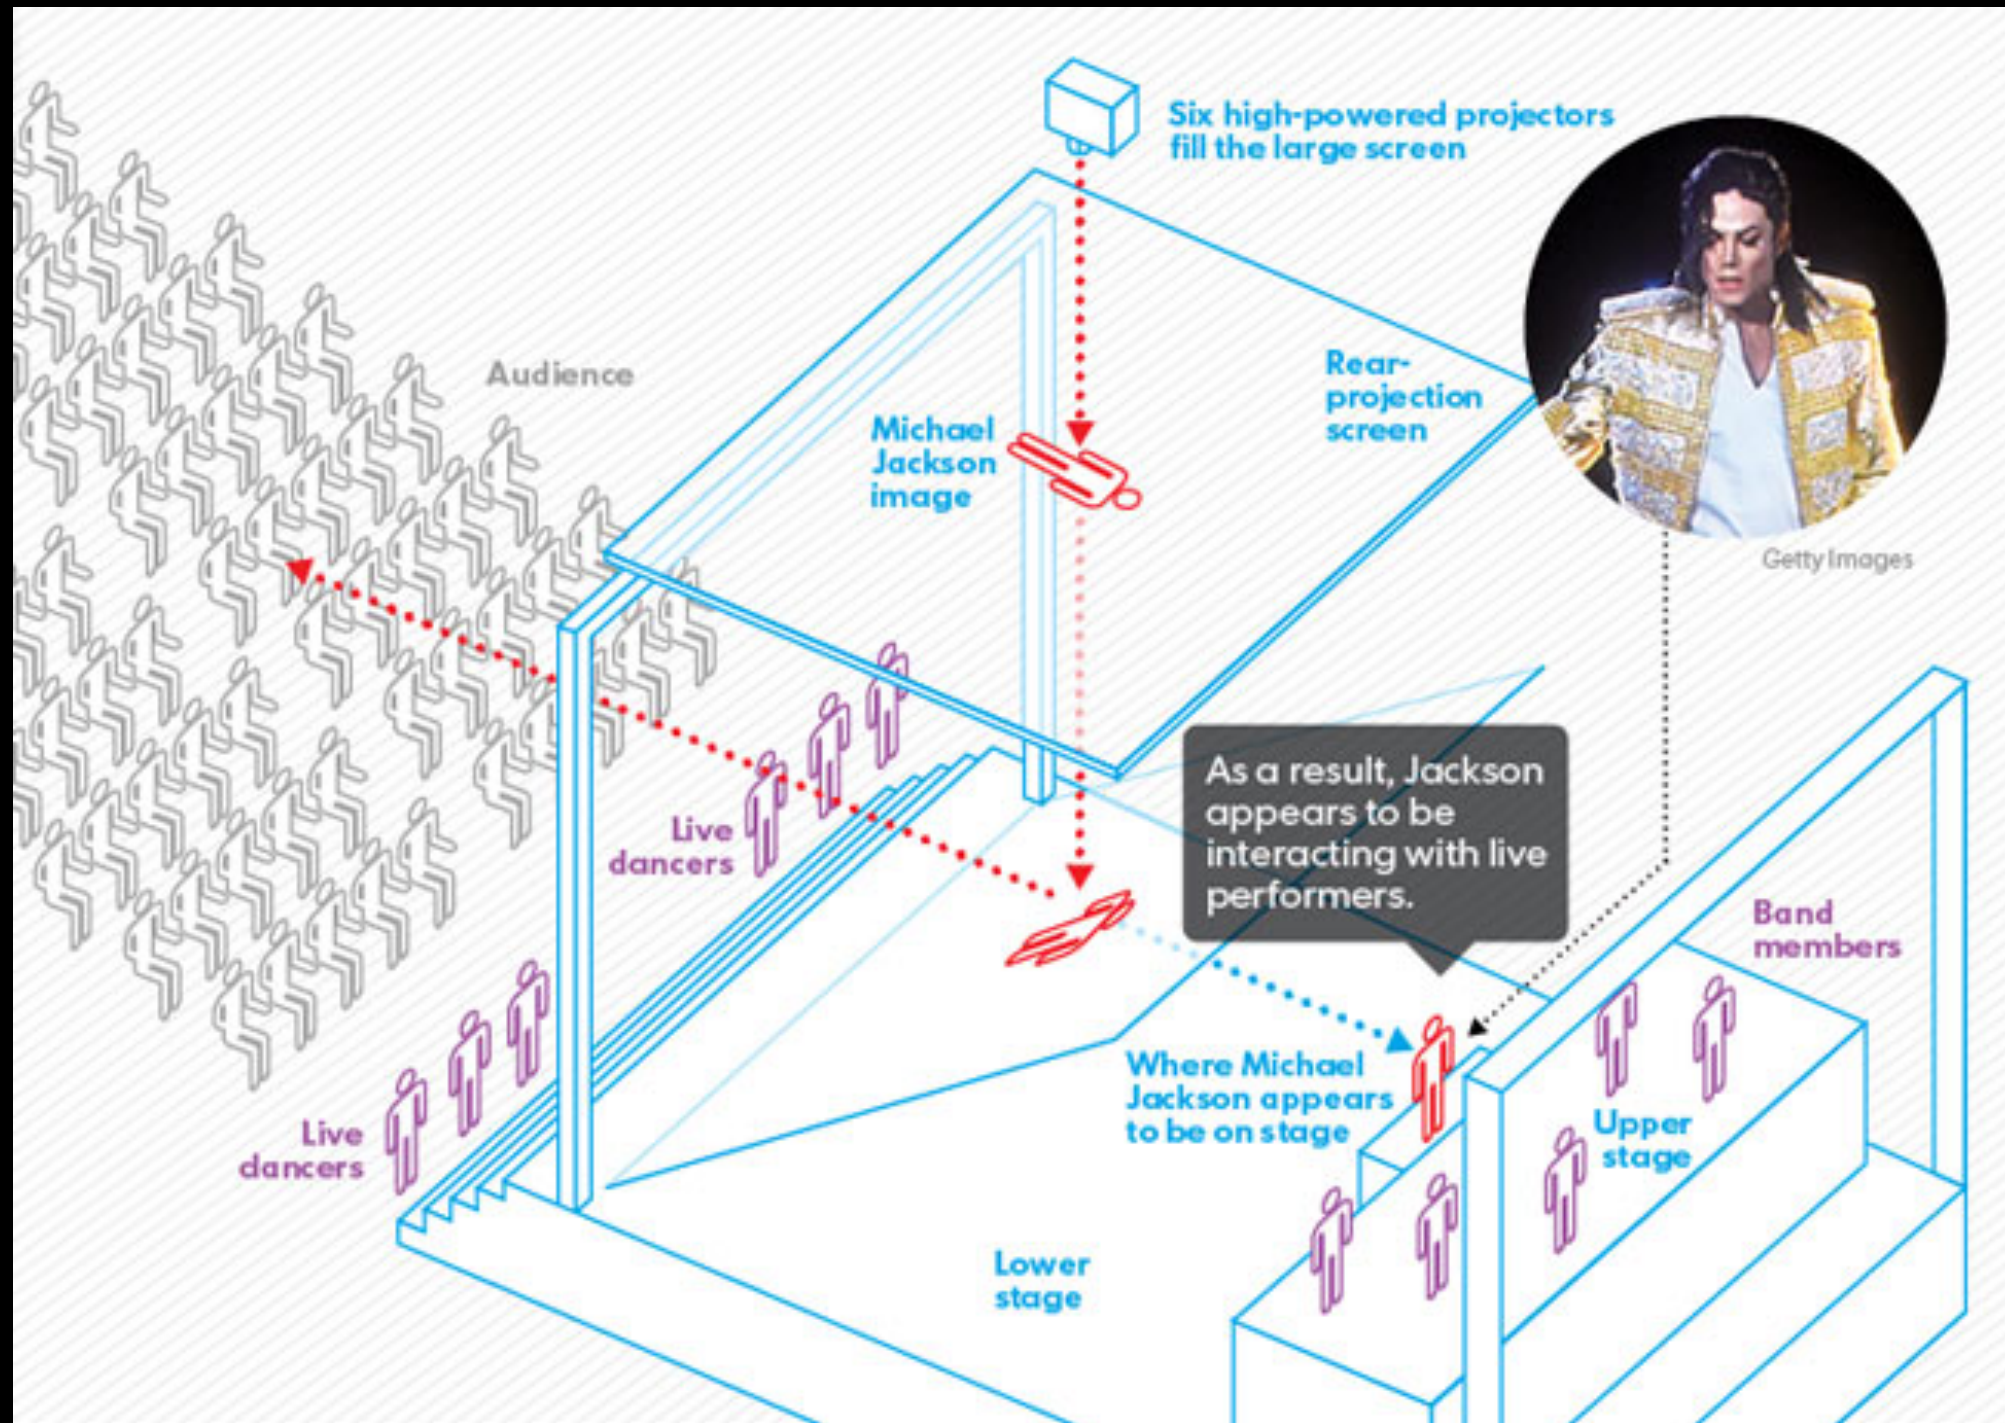 Six high-powered projectors
fill the large screen
Audience
Rear-
projection
screen
Michael
Jackson
image
Getty Images
As a result, Jackson
appears to be
interacting with live
performers.
Live
dancers
Band
members
Where Michael
Jackson appears
to be on stage
Upper
stage
Live
dancers
Lower
stage